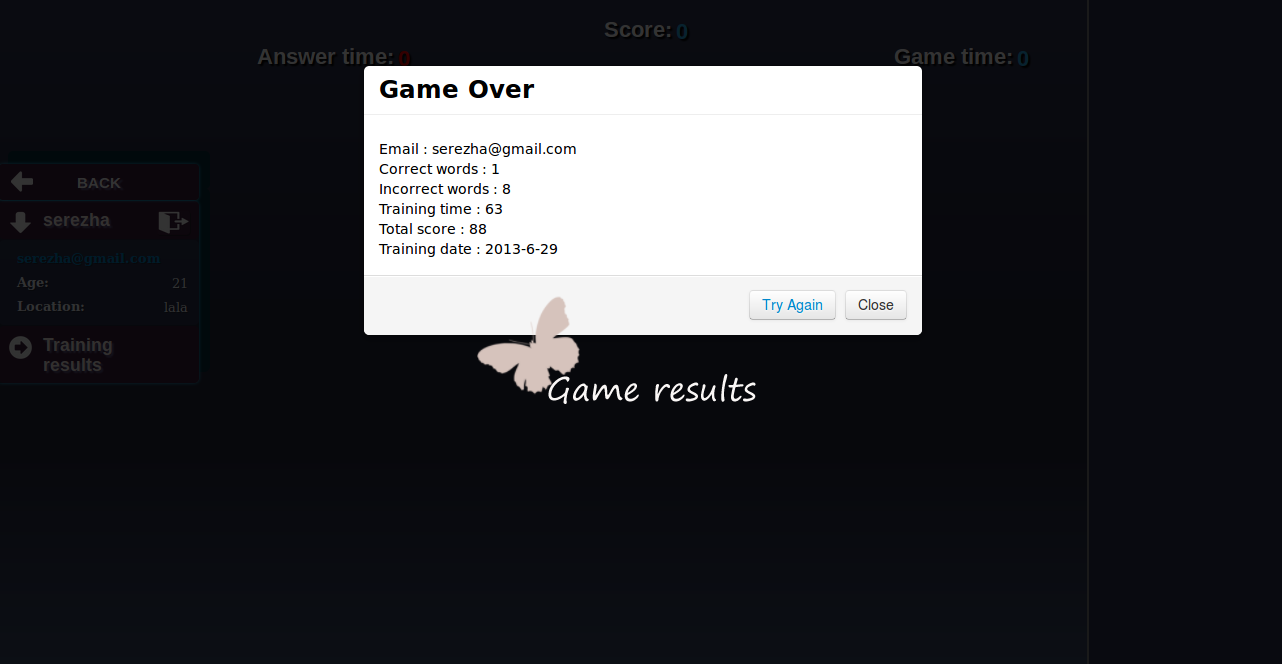 Score: 0
Answer time: 0
Game time: 0
Game Over
Email : serezha@gmail.com
Correct words : 1
Incorrect words : 8
Training time : 63
Total score : 88
Training date : 2013-6-29
Try Again
Close
BACK
serezha
serezha@gmail.com
Age: 21
Location: lala
Training
results
Game results